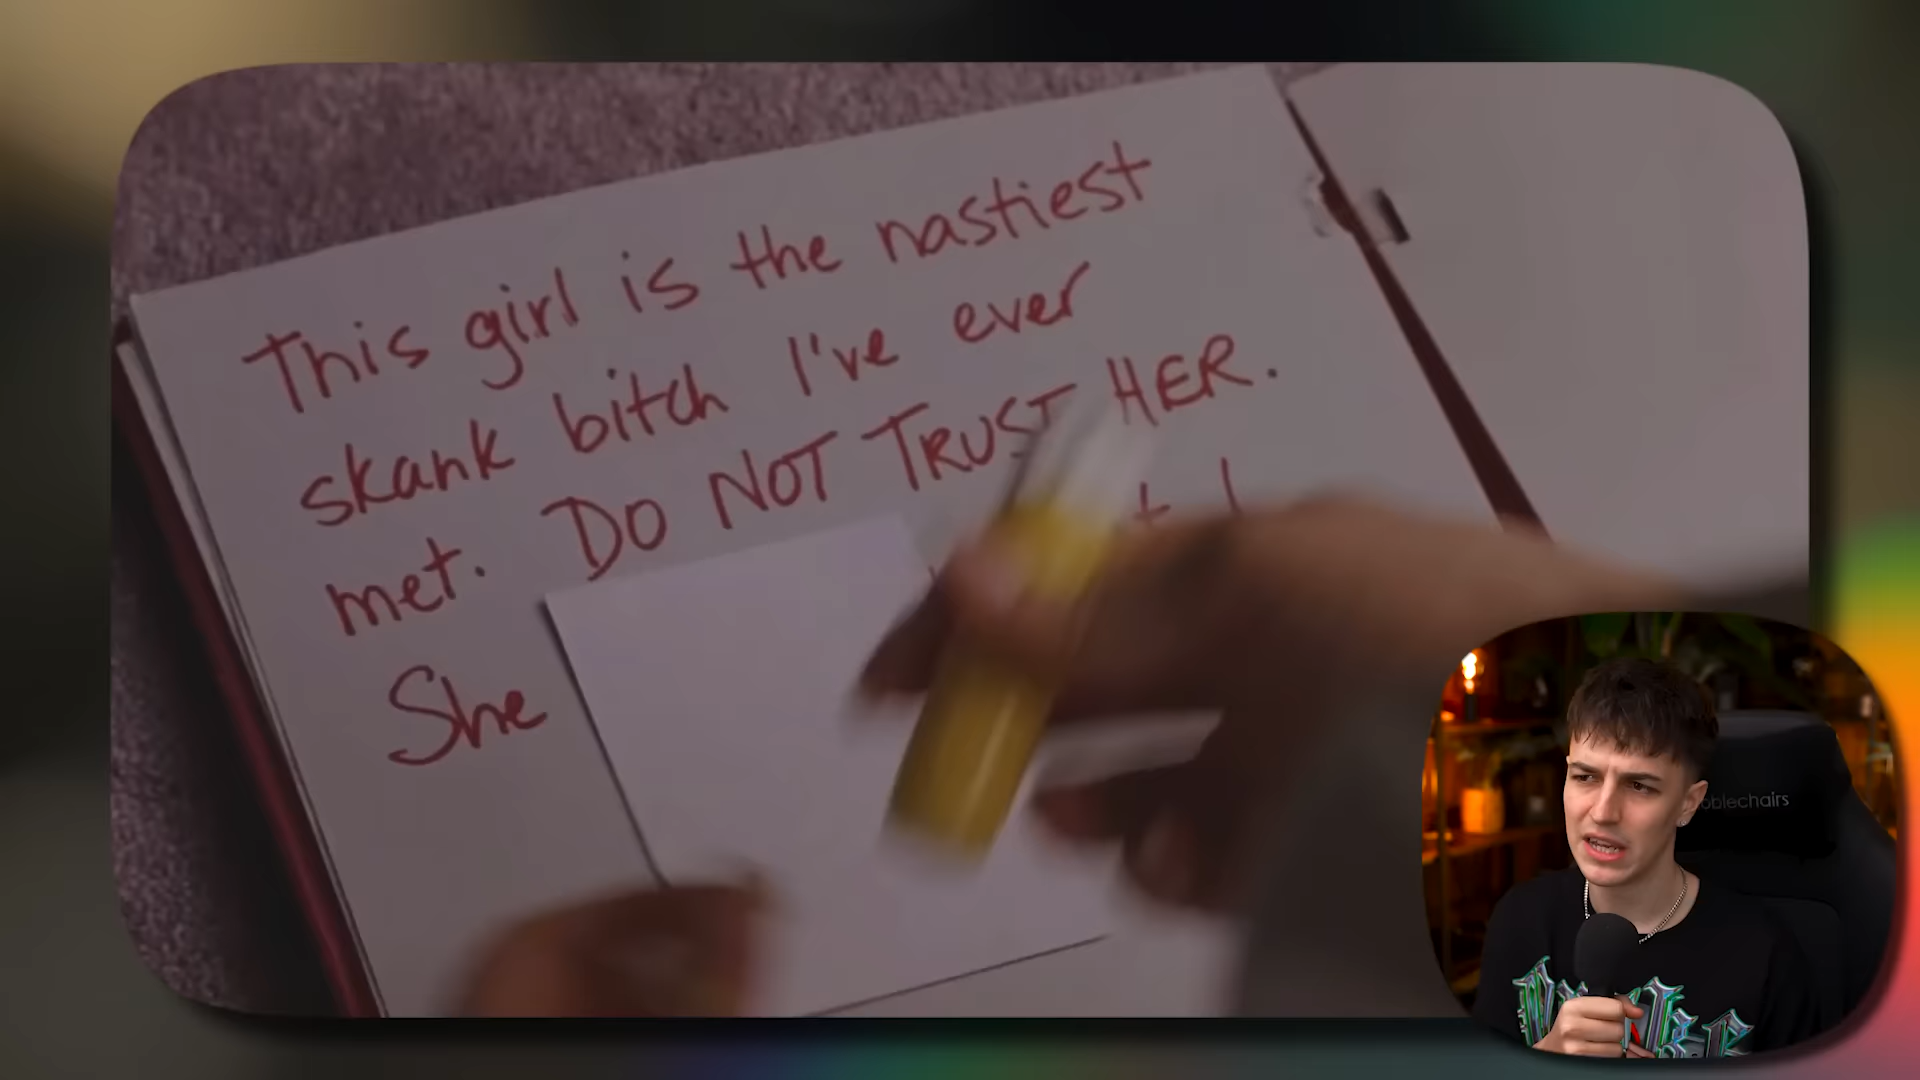 This girl is the nastiest
skank bitch I've ever
met. DO NOT TRUST HER.
She
oblechairs